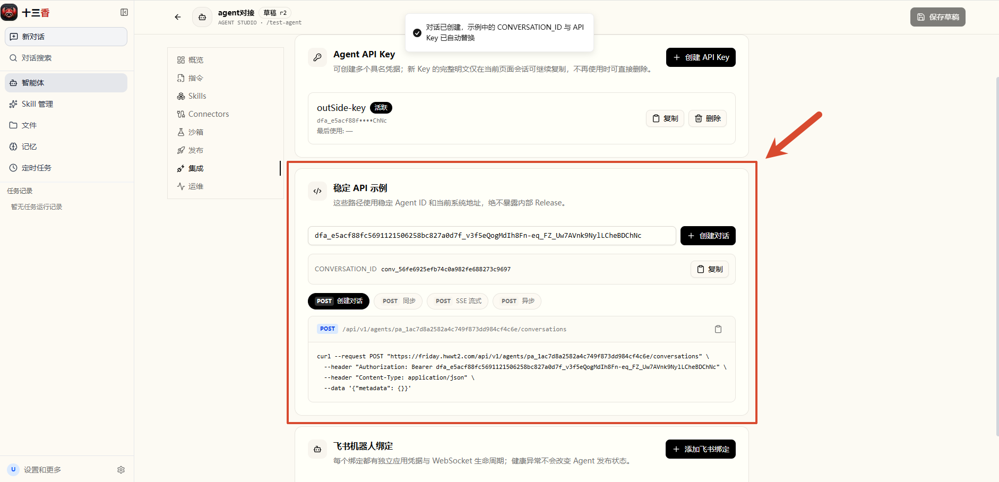 十三香
新对话
对话搜索
智能体
Skill 管理
文件
记忆
定时任务
任务记录
暂无任务运行记录
U 设置和更多
agent对接 草稿 r2
AGENT STUDIO · /test-agent
对话已创建，示例中的 CONVERSATION_ID 与 API
Key 已自动替换
保存草稿
概览
指令
Skills
Connectors
沙箱
发布
集成
运维
Agent API Key
可创建多个具名凭据；新 Key 的完整明文仅在当前页面会话可继续复制，不再使用时可直接删除。
创建 API Key
outSide-key 活跃
dfa_e5acf88f••••ChNc
最后使用: —
复制
删除
稳定 API 示例
这些路径使用稳定 Agent ID 和当前系统地址，绝不暴露内部 Release。
dfa_e5acf88fc5691121506258bc827a0d7f_v3f5eQogMdIh8Fn-eq_FZ_Uw7AVnk9NylLCheBDChNc
创建对话
CONVERSATION_ID conv_56fe6925efb74c0a982fe688273c9697
复制
POST 创建对话
POST 同步
POST SSE 流式
POST 异步
POST /api/v1/agents/pa_1ac7d8a2582a4c749f873dd984cf4c6e/conversations
curl --request POST "https://friday.hwwt2.com/api/v1/agents/pa_1ac7d8a2582a4c749f873dd984cf4c6e/conversations" \
--header "Authorization: Bearer dfa_e5acf88fc5691121506258bc827a0d7f_v3f5eQogMdIh8Fn-eq_FZ_Uw7AVnk9NylLCheBDChNc" \
--header "Content-Type: application/json" \
--data '{"metadata": {}}'
飞书机器人绑定
每个绑定都有独立应用凭据与 WebSocket 生命周期；健康异常不会改变 Agent 发布状态。
添加飞书绑定